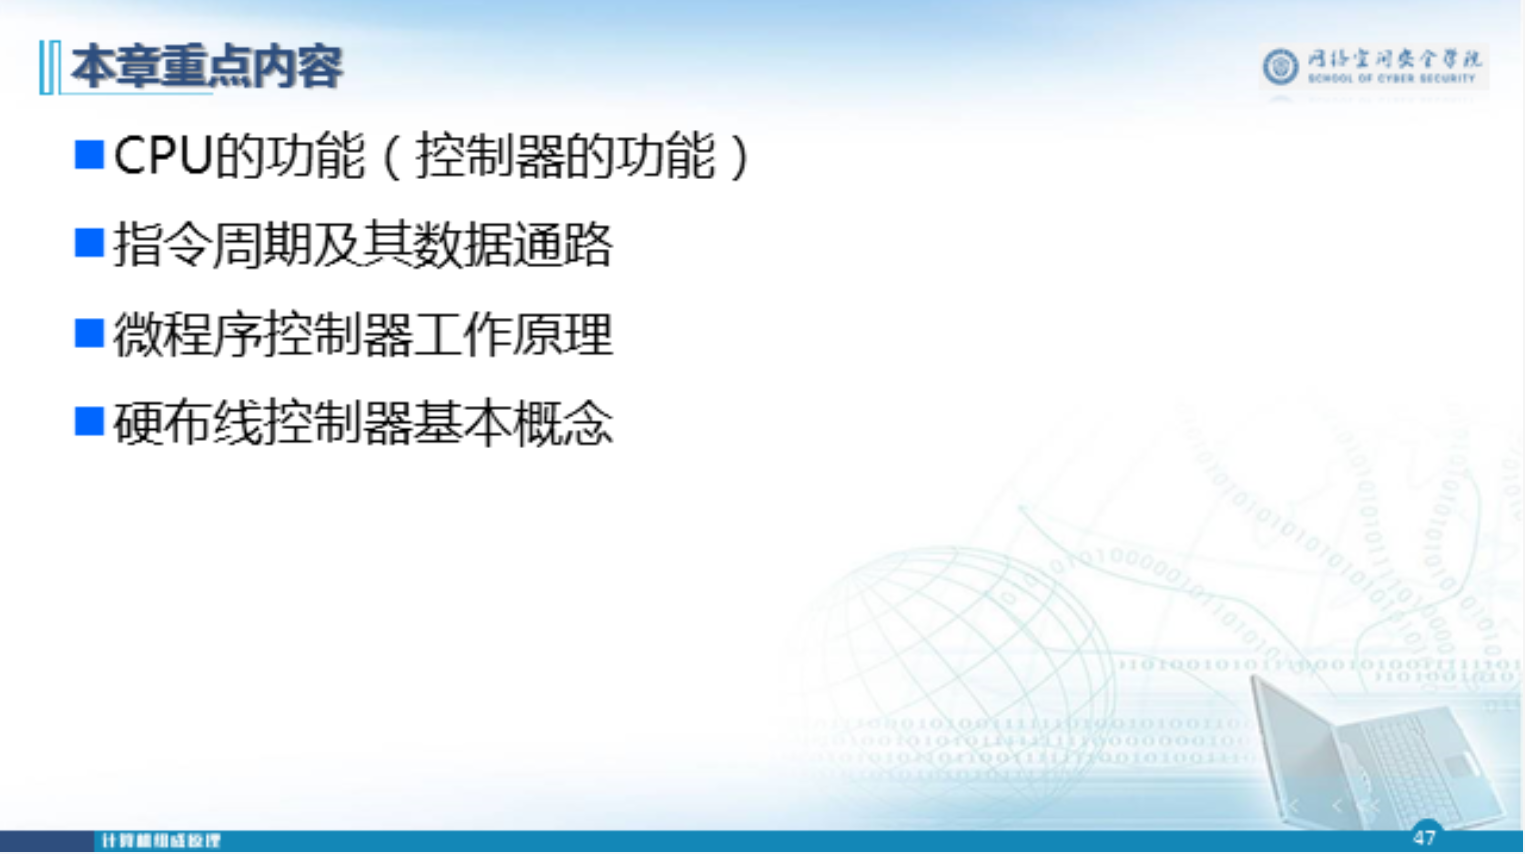 本章重点内容
网络空间安全学院
SCHOOL OF CYBER SECURITY
CPU的功能（控制器的功能）
指令周期及其数据通路
微程序控制器工作原理
硬布线控制器基本概念
计算机组成原理
47